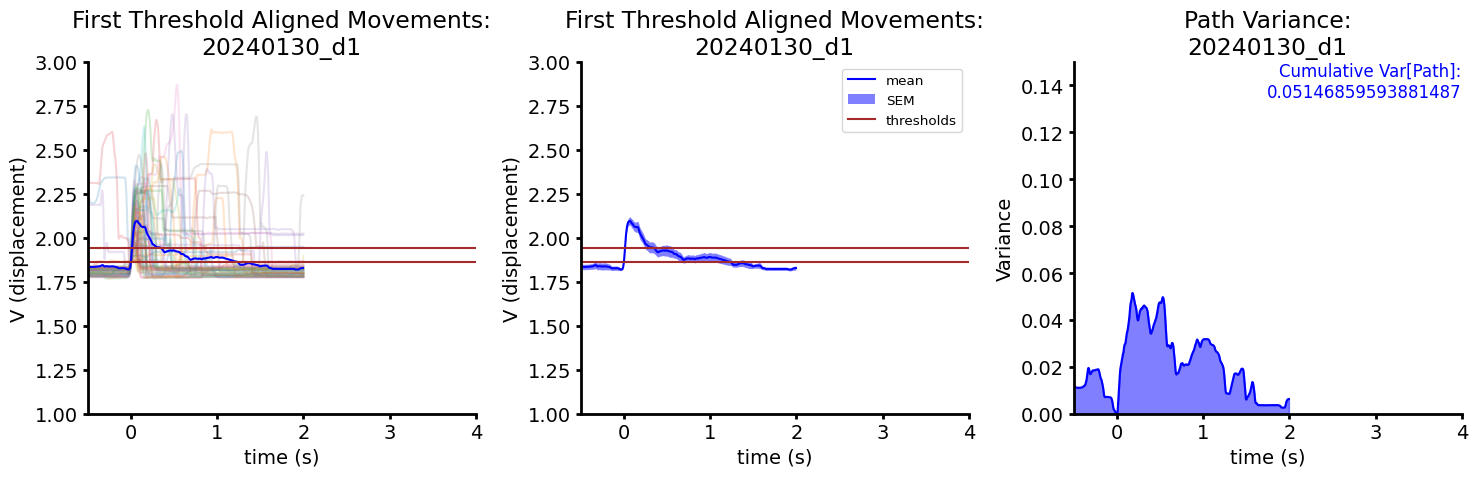 First Threshold Aligned Movements:
20240130_d1
V (displacement)
3.00
2.75
2.50
2.25
2.00
1.75
1.50
1.25
1.00
0
1
2
3
4
time (s)
First Threshold Aligned Movements:
20240130_d1
V (displacement)
3.00
2.75
2.50
2.25
2.00
1.75
1.50
1.25
1.00
mean
SEM
thresholds
0
1
2
3
4
time (s)
Path Variance:
20240130_d1
Cumulative Var[Path]:
0.05146859593881487
Variance
0.14
0.12
0.10
0.08
0.06
0.04
0.02
0.00
0
1
2
3
4
time (s)